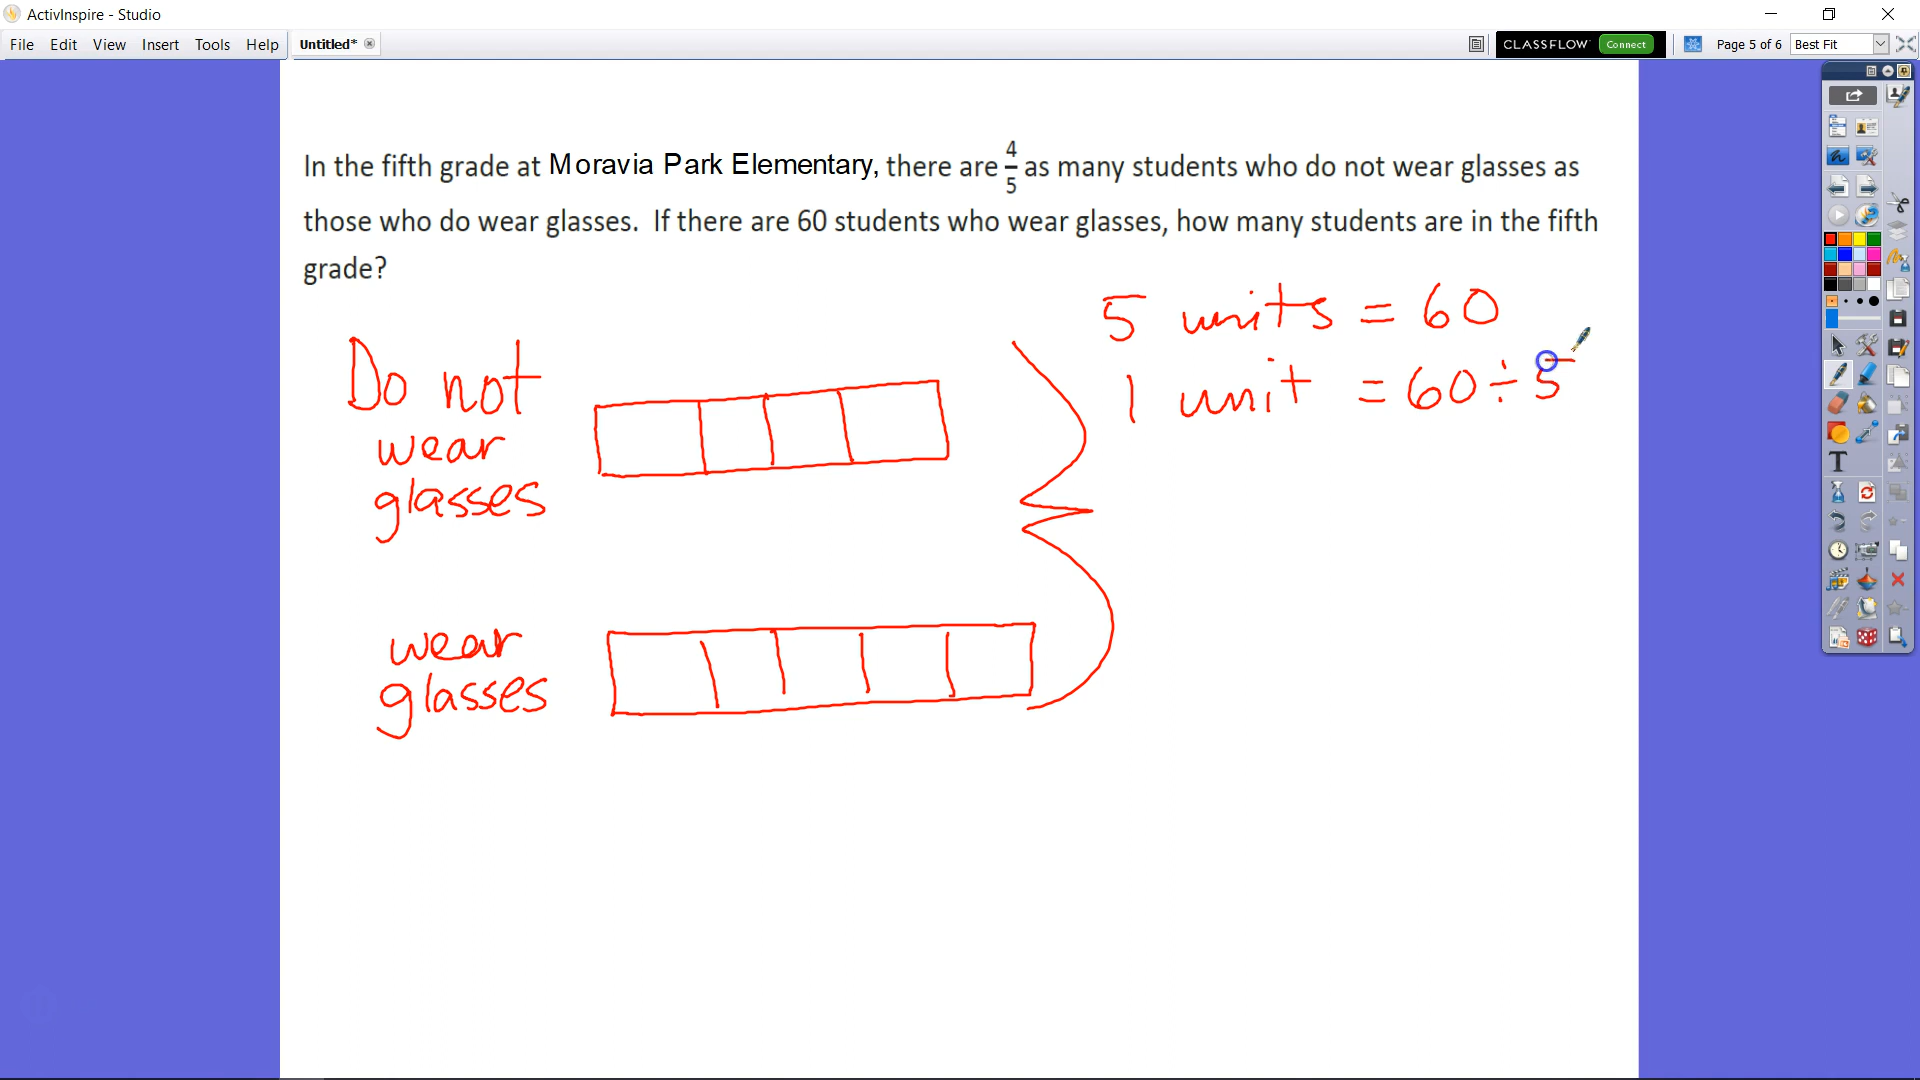 ActivInspire - Studio
File Edit View Insert Tools Help Untitled* CLASSFLOW Connect Page 5 of 6 Best Fit
In the fifth grade at Moravia Park Elementary, there are 4/5 as many students who do not wear glasses as
those who do wear glasses. If there are 60 students who wear glasses, how many students are in the fifth
grade?
5 units = 60
1 unit = 60 ÷ 5
Do not
wear
glasses
wear
glasses